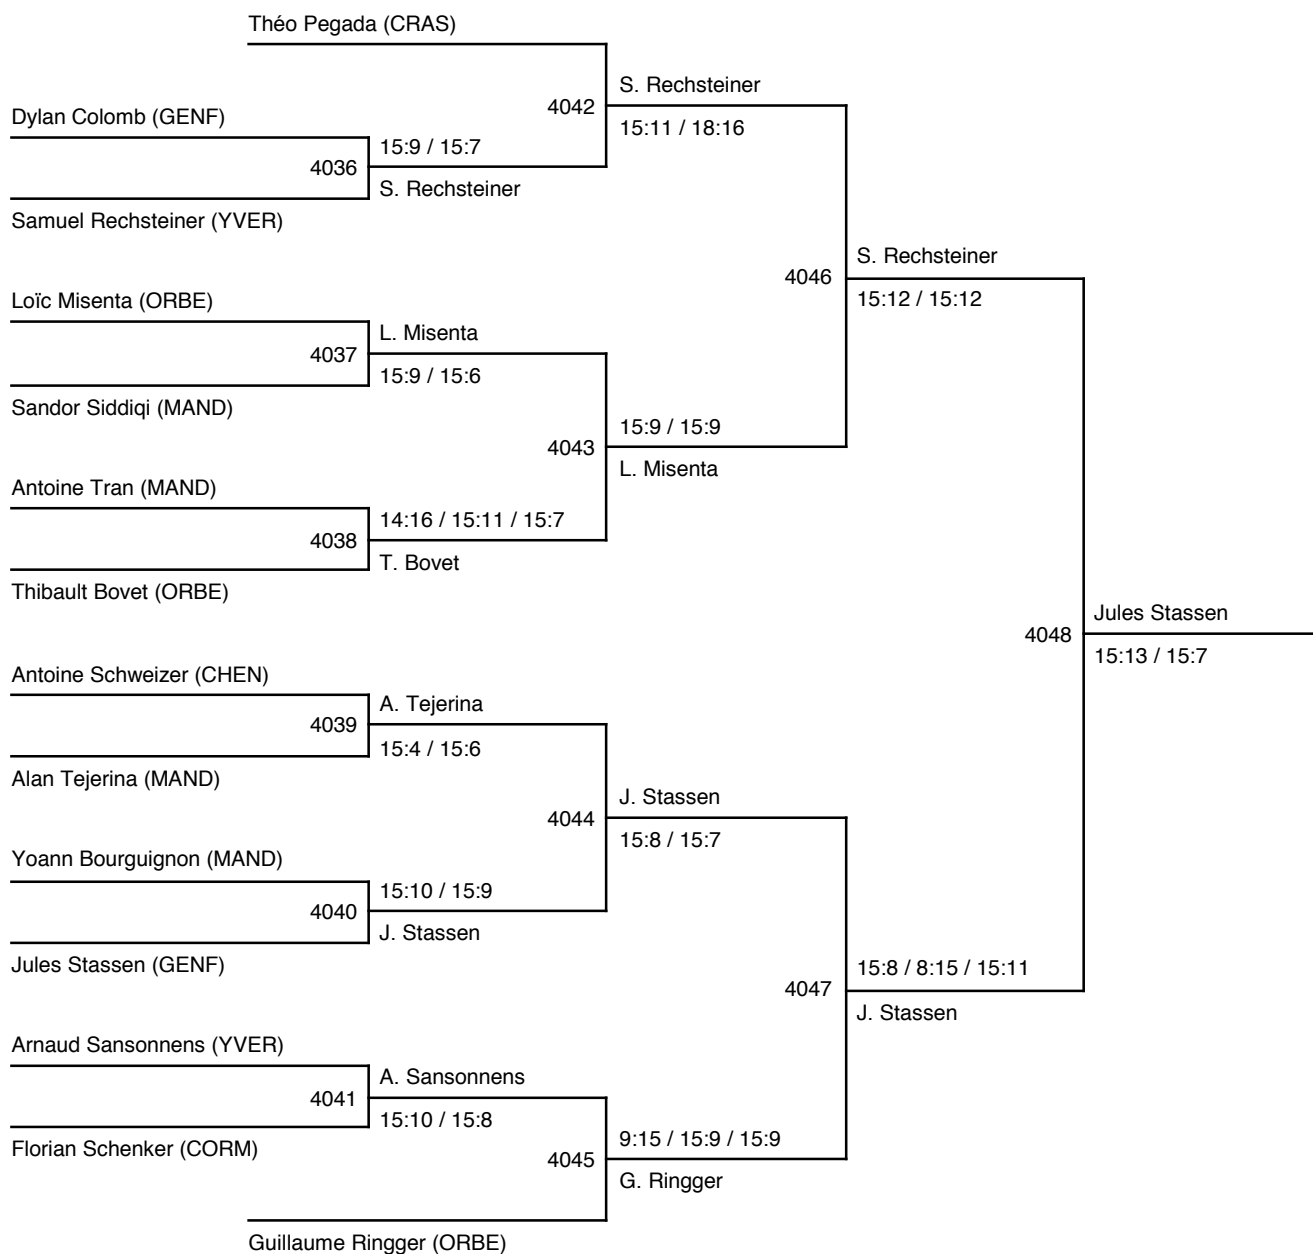 Théo Pegada (CRAS)
S. Rechsteiner
4042
Dylan Colomb (GENF)
15:11 / 18:16
15:9 / 15:7
4036
S. Rechsteiner
Samuel Rechsteiner (YVER)
S. Rechsteiner
4046
Loïc Misenta (ORBE)
15:12 / 15:12
L. Misenta
4037
15:9 / 15:6
Sandor Siddiqi (MAND)
15:9 / 15:9
4043
L. Misenta
Antoine Tran (MAND)
14:16 / 15:11 / 15:7
4038
T. Bovet
Thibault Bovet (ORBE)
Jules Stassen
4048
15:13 / 15:7
Antoine Schweizer (CHEN)
A. Tejerina
4039
15:4 / 15:6
Alan Tejerina (MAND)
J. Stassen
4044
15:8 / 15:7
Yoann Bourguignon (MAND)
15:10 / 15:9
4040
J. Stassen
Jules Stassen (GENF)
15:8 / 8:15 / 15:11
4047
J. Stassen
Arnaud Sansonnens (YVER)
A. Sansonnens
4041
15:10 / 15:8
Florian Schenker (CORM)
9:15 / 15:9 / 15:9
4045
G. Ringger
Guillaume Ringger (ORBE)